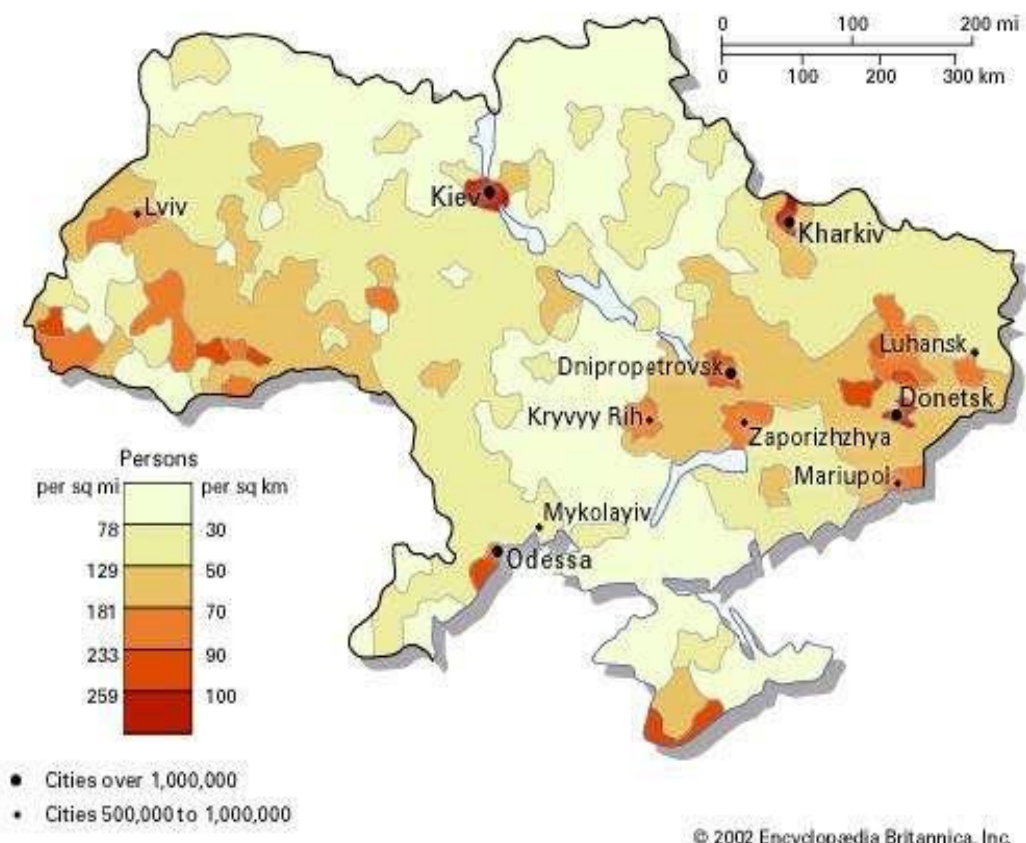 0 100 200 mi
0 100 200 300 km
Lviv
Kiev
Kharkiv
Luhansk
Dnipropetrovsk
Donetsk
Kryvyy Rih
Zaporizhzhya
Mariupol
Mykolayiv
Odessa
Persons
per sq mi per sq km
78 30
129 50
181 70
233 90
259 100
Cities over 1,000,000
Cities 500,000 to 1,000,000
© 2002 Encyclopædia Britannica, Inc.